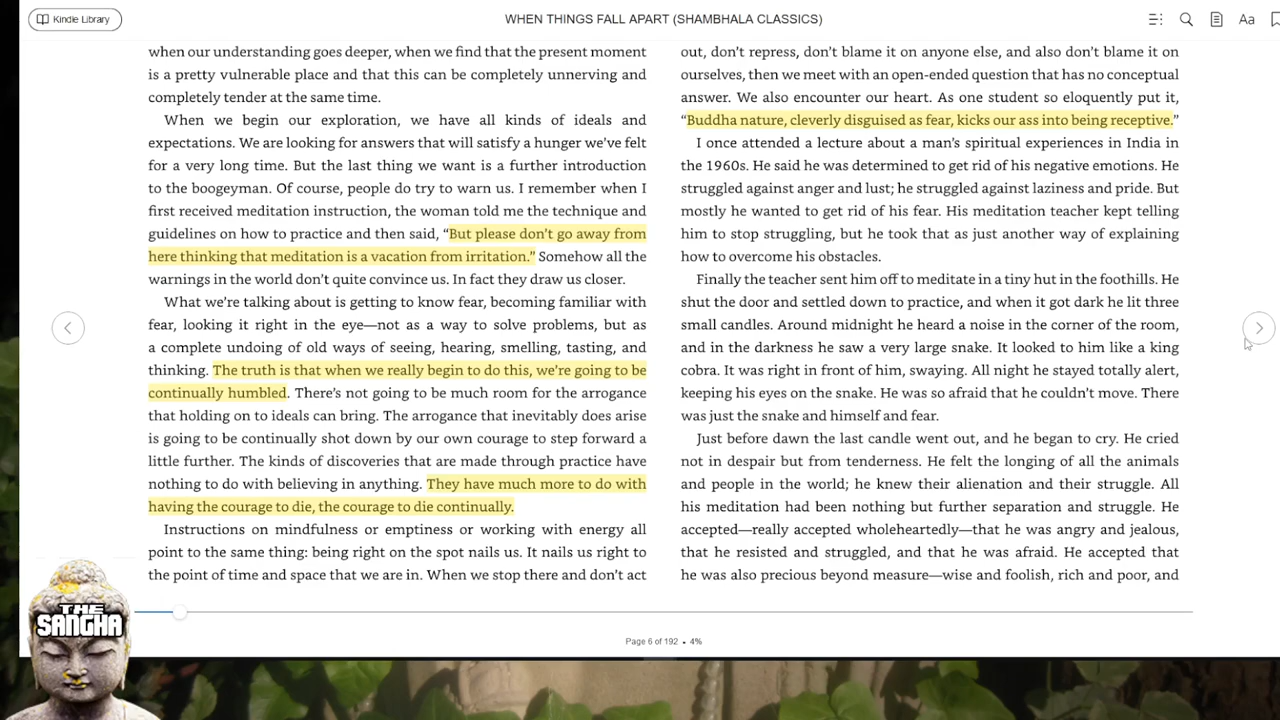 Kindle Library
WHEN THINGS FALL APART (SHAMBHALA CLASSICS)
Aa
when our understanding goes deeper, when we find that the present moment
is a pretty vulnerable place and that this can be completely unnerving and
completely tender at the same time.
When we begin our exploration, we have all kinds of ideals and
expectations. We are looking for answers that will satisfy a hunger we’ve felt
for a very long time. But the last thing we want is a further introduction
to the boogeyman. Of course, people do try to warn us. I remember when I
first received meditation instruction, the woman told me the technique and
guidelines on how to practice and then said, “But please don’t go away from
here thinking that meditation is a vacation from irritation.” Somehow all the
warnings in the world don’t quite convince us. In fact they draw us closer.
What we’re talking about is getting to know fear, becoming familiar with
fear, looking it right in the eye—not as a way to solve problems, but as
a complete undoing of old ways of seeing, hearing, smelling, tasting, and
thinking. The truth is that when we really begin to do this, we’re going to be
continually humbled. There’s not going to be much room for the arrogance
that holding on to ideals can bring. The arrogance that inevitably does arise
is going to be continually shot down by our own courage to step forward a
little further. The kinds of discoveries that are made through practice have
nothing to do with believing in anything. They have much more to do with
having the courage to die, the courage to die continually.
Instructions on mindfulness or emptiness or working with energy all
point to the same thing: being right on the spot nails us. It nails us right to
the point of time and space that we are in. When we stop there and don’t act
out, don’t repress, don’t blame it on anyone else, and also don’t blame it on
ourselves, then we meet with an open-ended question that has no conceptual
answer. We also encounter our heart. As one student so eloquently put it,
“Buddha nature, cleverly disguised as fear, kicks our ass into being receptive.”
I once attended a lecture about a man’s spiritual experiences in India in
the 1960s. He said he was determined to get rid of his negative emotions. He
struggled against anger and lust; he struggled against laziness and pride. But
mostly he wanted to get rid of his fear. His meditation teacher kept telling
him to stop struggling, but he took that as just another way of explaining
how to overcome his obstacles.
Finally the teacher sent him off to meditate in a tiny hut in the foothills. He
shut the door and settled down to practice, and when it got dark he lit three
small candles. Around midnight he heard a noise in the corner of the room,
and in the darkness he saw a very large snake. It looked to him like a king
cobra. It was right in front of him, swaying. All night he stayed totally alert,
keeping his eyes on the snake. He was so afraid that he couldn’t move. There
was just the snake and himself and fear.
Just before dawn the last candle went out, and he began to cry. He cried
not in despair but from tenderness. He felt the longing of all the animals
and people in the world; he knew their alienation and their struggle. All
his meditation had been nothing but further separation and struggle. He
accepted—really accepted wholeheartedly—that he was angry and jealous,
that he resisted and struggled, and that he was afraid. He accepted that
he was also precious beyond measure—wise and foolish, rich and poor, and
THE
SANGHA
Page 6 of 192 • 4%